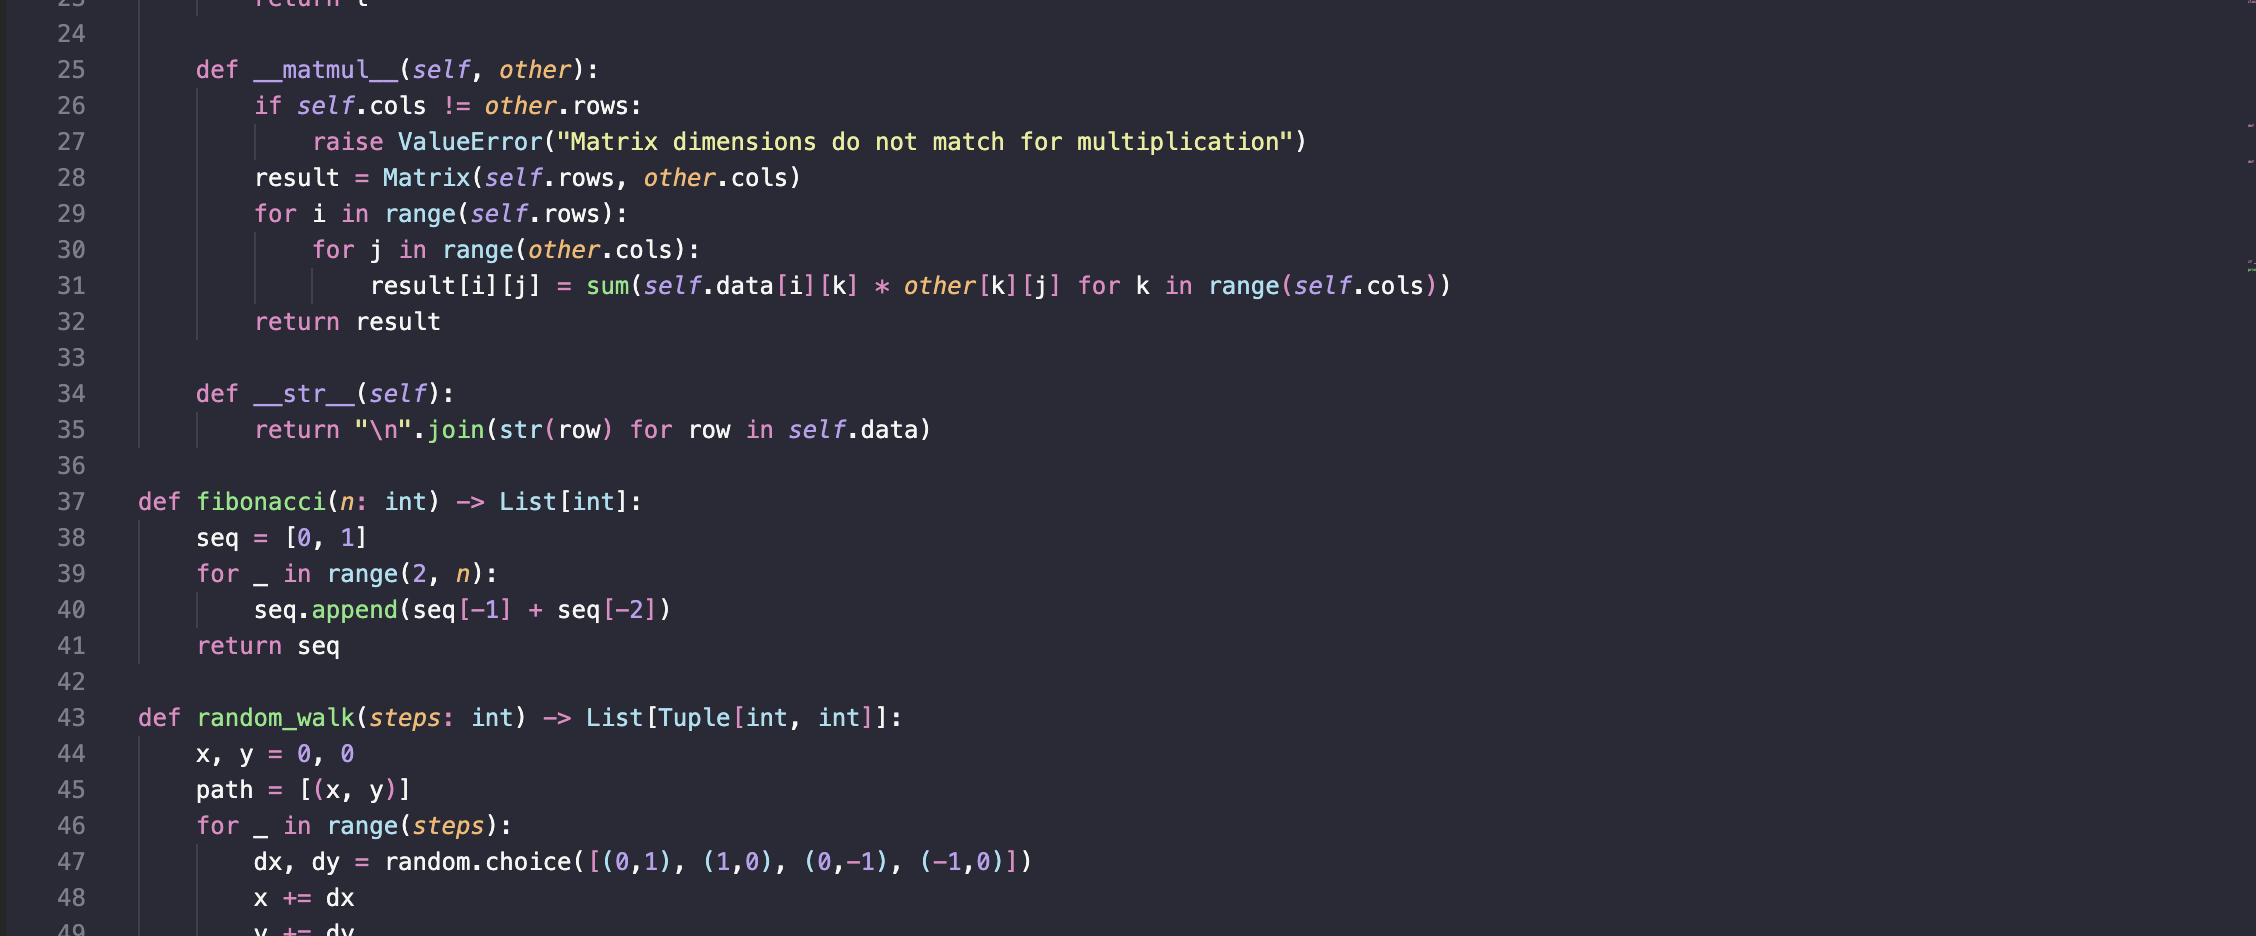 23 return t
24
25 def __matmul__(self, other):
26 if self.cols != other.rows:
27 raise ValueError("Matrix dimensions do not match for multiplication")
28 result = Matrix(self.rows, other.cols)
29 for i in range(self.rows):
30 for j in range(other.cols):
31 result[i][j] = sum(self.data[i][k] * other[k][j] for k in range(self.cols))
32 return result
33
34 def __str__(self):
35 return "\n".join(str(row) for row in self.data)
36
37 def fibonacci(n: int) -> List[int]:
38 seq = [0, 1]
39 for _ in range(2, n):
40 seq.append(seq[-1] + seq[-2])
41 return seq
42
43 def random_walk(steps: int) -> List[Tuple[int, int]]:
44 x, y = 0, 0
45 path = [(x, y)]
46 for _ in range(steps):
47 dx, dy = random.choice([(0,1), (1,0), (0,-1), (-1,0)])
48 x += dx
49 y += dy